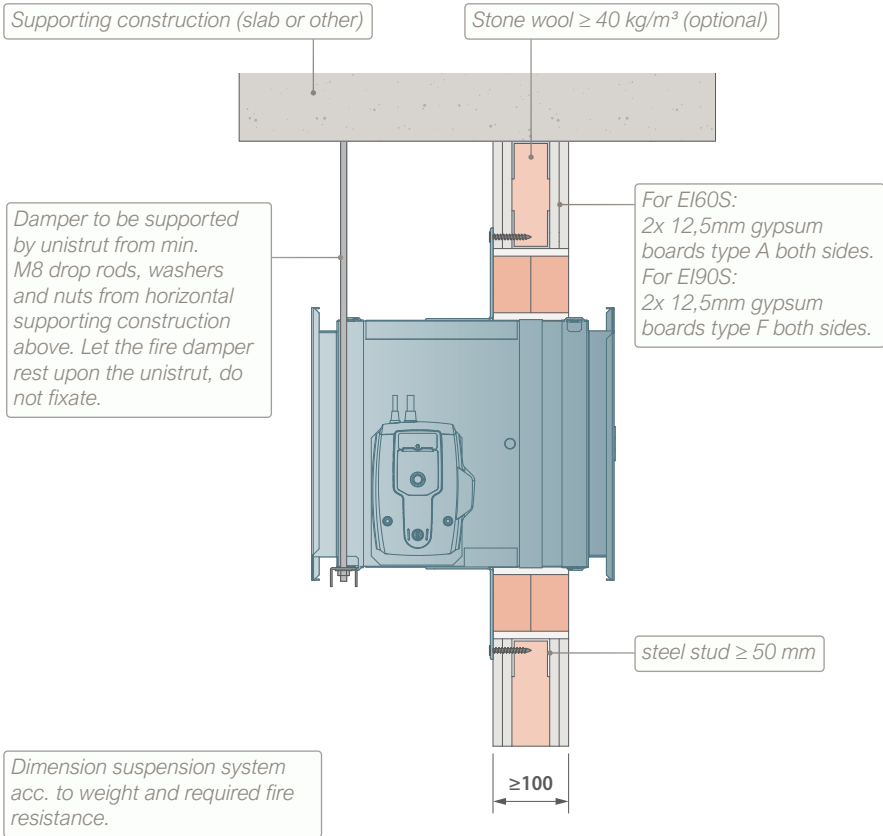 Supporting construction (slab or other)
Stone wool ≥ 40 kg/m³ (optional)
Damper to be supported
by unistrut from min.
M8 drop rods, washers
and nuts from horizontal
supporting construction
above. Let the fire damper
rest upon the unistrut, do
not fixate.
For EI60S:
2x 12,5mm gypsum
boards type A both sides.
For EI90S:
2x 12,5mm gypsum
boards type F both sides.
steel stud ≥ 50 mm
Dimension suspension system
acc. to weight and required fire
resistance.
≥100